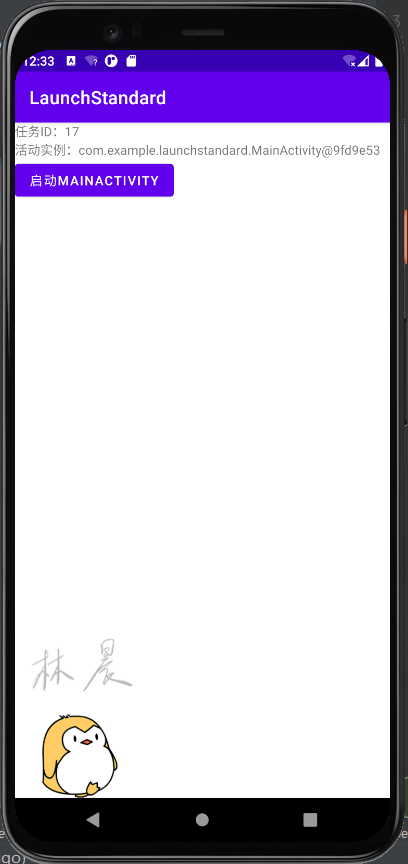 12:33
LaunchStandard
任务ID：17
活动实例：com.example.launchstandard.MainActivity@9fd9e53
启动MAINACTIVITY
林晨
go)